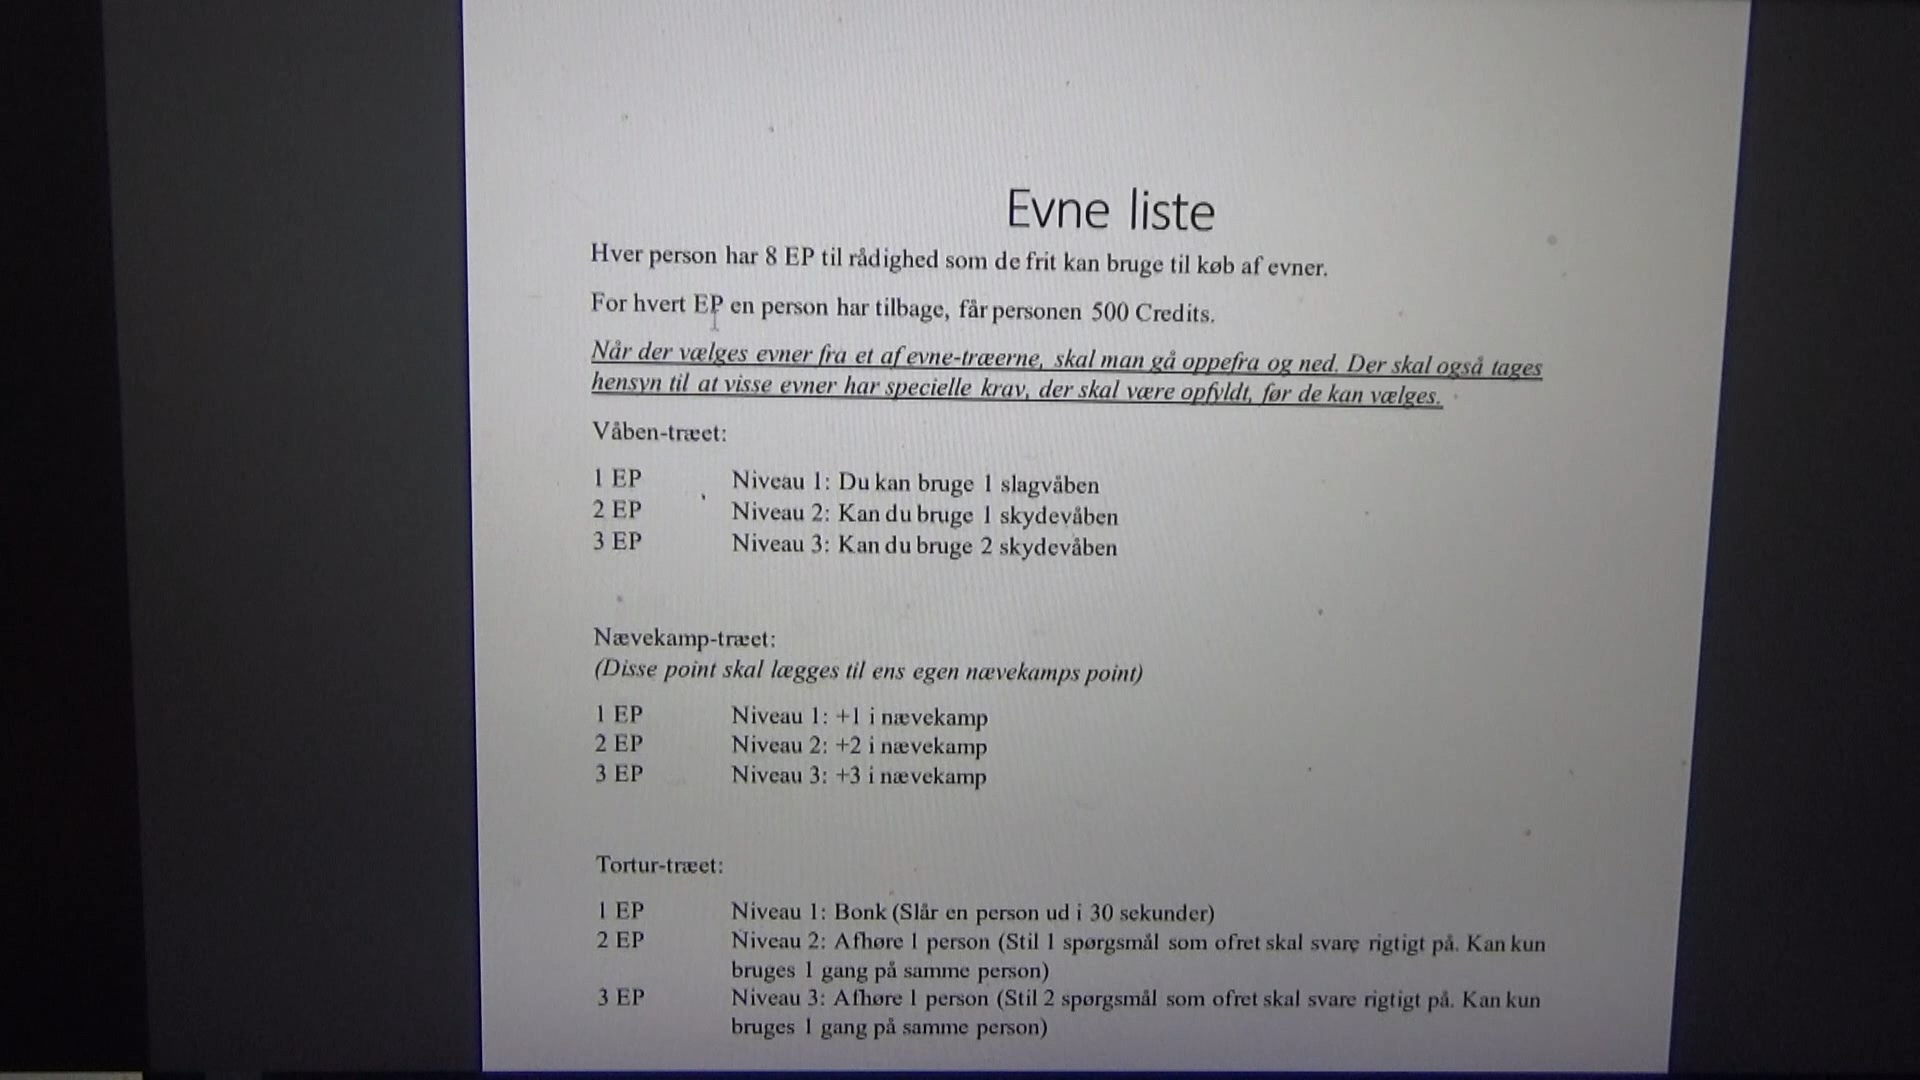 Evne liste
Hver person har 8 EP til rådighed som de frit kan bruge til køb af evner.
For hvert EP en person har tilbage, får personen 500 Credits.
Når der vælges evner fra et af evne-træerne, skal man gå oppefra og ned. Der skal også tages
hensyn til at visse evner har specielle krav, der skal være opfyldt, før de kan vælges.
Våben-træet:
1 EP Niveau 1: Du kan bruge 1 slagvåben
2 EP Niveau 2: Kan du bruge 1 skydevåben
3 EP Niveau 3: Kan du bruge 2 skydevåben
Nævekamp-træet:
(Disse point skal lægges til ens egen nævekamps point)
1 EP Niveau 1: +1 i nævekamp
2 EP Niveau 2: +2 i nævekamp
3 EP Niveau 3: +3 i nævekamp
Tortur-træet:
1 EP Niveau 1: Bonk (Slår en person ud i 30 sekunder)
2 EP Niveau 2: Afhøre 1 person (Stil 1 spørgsmål som ofret skal svare rigtigt på. Kan kun
bruges 1 gang på samme person)
3 EP Niveau 3: Afhøre 1 person (Stil 2 spørgsmål som ofret skal svare rigtigt på. Kan kun
bruges 1 gang på samme person)